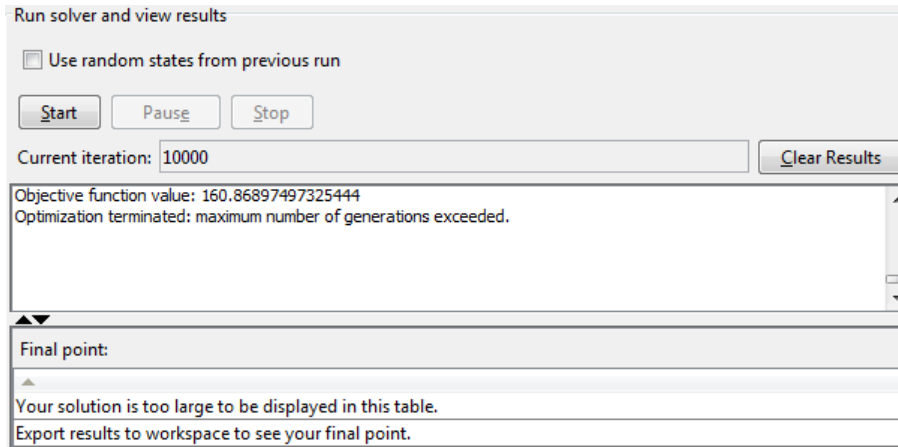 Run solver and view results
Use random states from previous run
Start Pause Stop
Current iteration: 10000 Clear Results
Objective function value: 160.86897497325444
Optimization terminated: maximum number of generations exceeded.
Final point:
Your solution is too large to be displayed in this table.
Export results to workspace to see your final point.